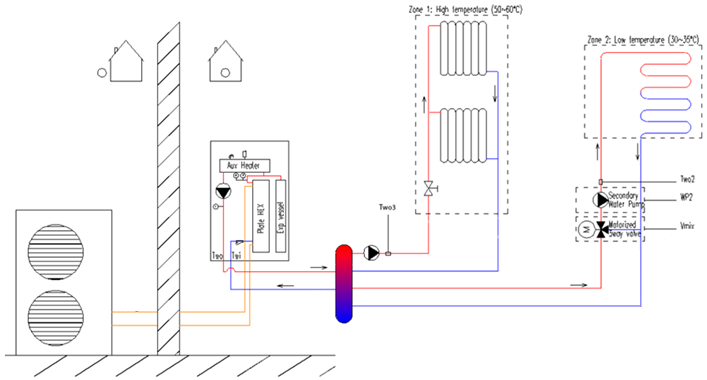 Zone 1: High temperature (50~60°C)
Zone 2: Low temperature (30~35°C)
Aux Heater
Plate HEX
Exp.vessel
Two
Twi
Two3
Two2
Secondary
Water Pump
WP2
M
Motorized
3way valve
Vmix